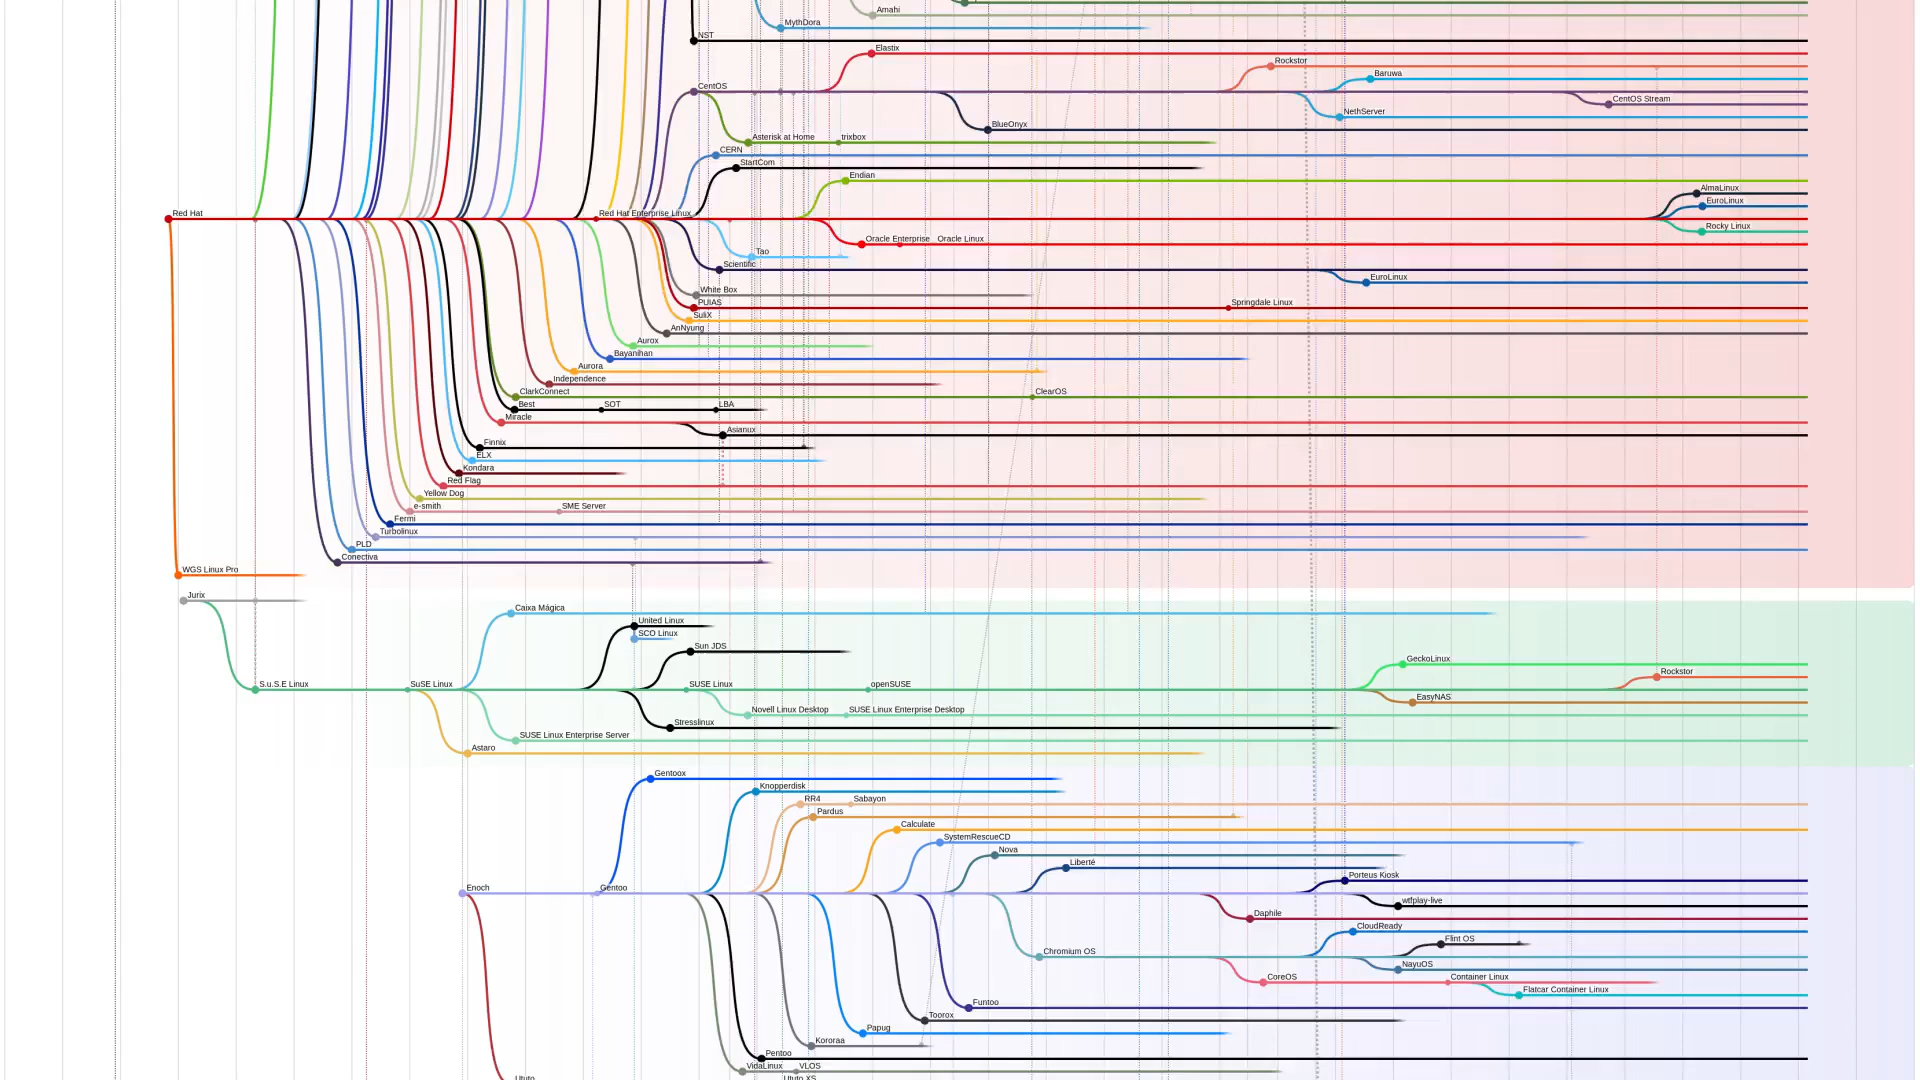 Amahi
MythDora
NST
Elastix
Rockstor
Baruwa
CentOS
CentOS Stream
NethServer
BlueOnyx
Asterisk at Home trixbox
CERN
StartCom
Endian
AlmaLinux
EuroLinux
Red Hat Red Hat Enterprise Linux
Rocky Linux
Oracle Enterprise Oracle Linux
Tao
Scientific
EuroLinux
White Box
PUIAS Springdale Linux
SuliX
AnNyung
Aurox
Bayanihan
Aurora
Independence
ClarkConnect ClearOS
Best SOT LBA
Miracle
Asianux
Finnix
ELX
Kondara
Red Flag
Yellow Dog
e-smith SME Server
Fermi
Turbolinux
PLD
Conectiva
WGS Linux Pro
Jurix
Caixa Mágica
United Linux
SCO Linux
Sun JDS
GeckoLinux
Rockstor
S.u.S.E Linux SuSE Linux SUSE Linux openSUSE
EasyNAS
Novell Linux Desktop SUSE Linux Enterprise Desktop
Stresslinux
SUSE Linux Enterprise Server
Astaro
Gentoox
Knopperdisk
RR4 Sabayon
Pardus
Calculate
SystemRescueCD
Nova
Liberté
Porteus Kiosk
Enoch Gentoo
wtfplay-live
Daphile
CloudReady
Flint OS
Chromium OS
NayuOS
CoreOS Container Linux
Flatcar Container Linux
Funtoo
Toorox
Papug
Kororaa
Pentoo
VidaLinux VLOS
Ututo Ututo XS